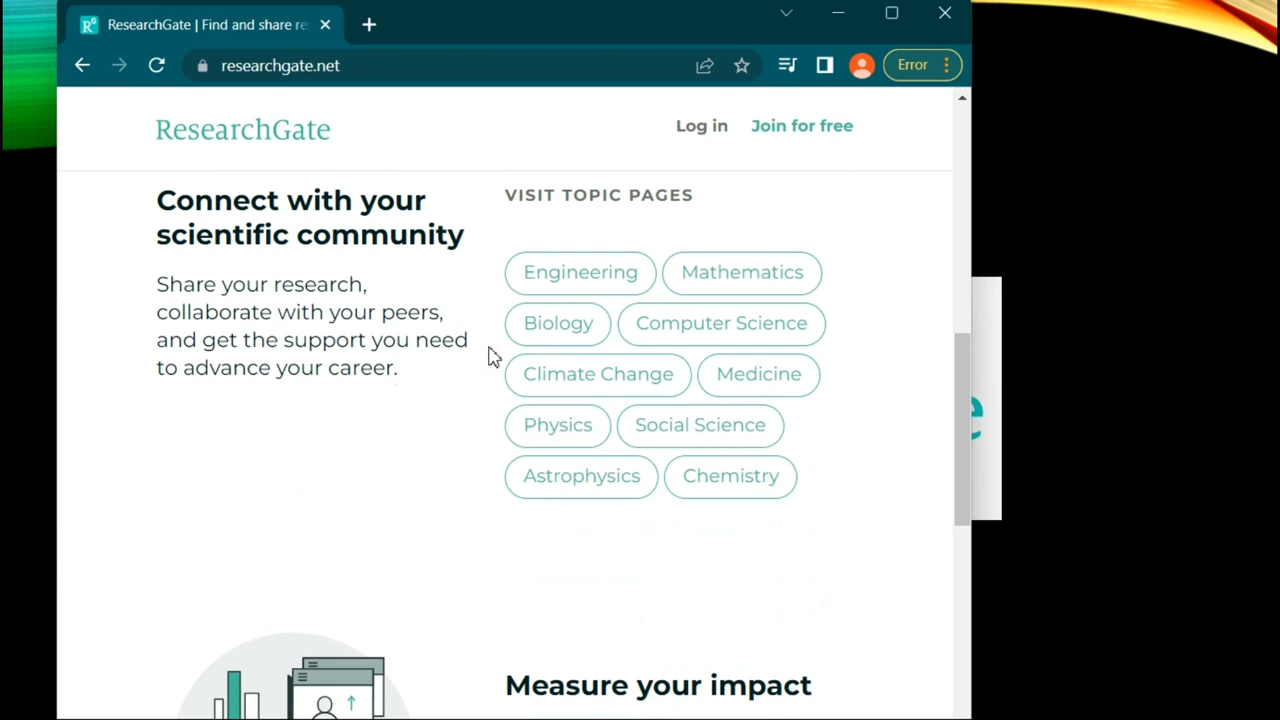 ResearchGate | Find and share re
researchgate.net
Error
ResearchGate
Log in
Join for free
Connect with your
scientific community
Share your research,
collaborate with your peers,
and get the support you need
to advance your career.
VISIT TOPIC PAGES
Engineering
Mathematics
Biology
Computer Science
Climate Change
Medicine
Physics
Social Science
Astrophysics
Chemistry
Measure your impact
e